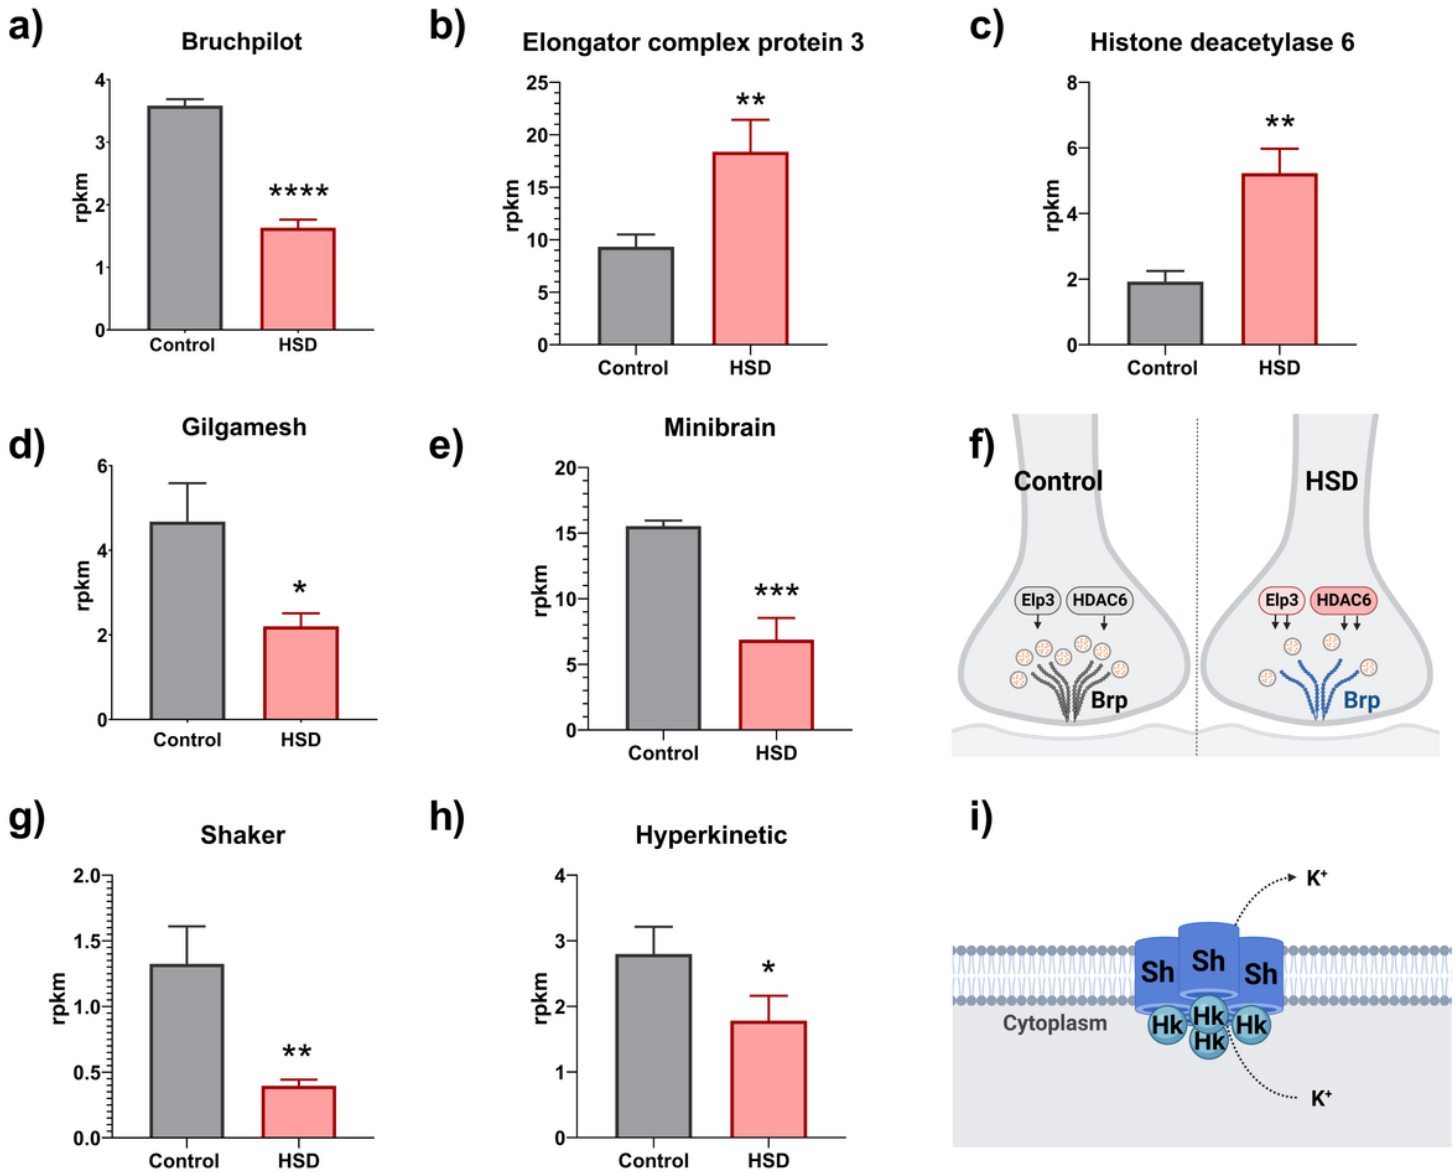 a)
Bruchpilot
4
3
2
1
0
rpkm
****
Control
HSD
b)
Elongator complex protein 3
25
20
15
10
5
0
rpkm
**
Control
HSD
c)
Histone deacetylase 6
8
6
4
2
0
rpkm
**
Control
HSD
d)
Gilgamesh
6
4
2
0
rpkm
*
Control
HSD
e)
Minibrain
20
15
10
5
0
rpkm
***
Control
HSD
f)
Control
HSD
Elp3
HDAC6
Elp3
HDAC6
Brp
Brp
g)
Shaker
2.0
1.5
1.0
0.5
0.0
rpkm
**
Control
HSD
h)
Hyperkinetic
4
3
2
1
0
rpkm
*
Control
HSD
i)
K⁺
Sh
Sh
Sh
Cytoplasm
Hk
Hk
Hk
Hk
K⁺